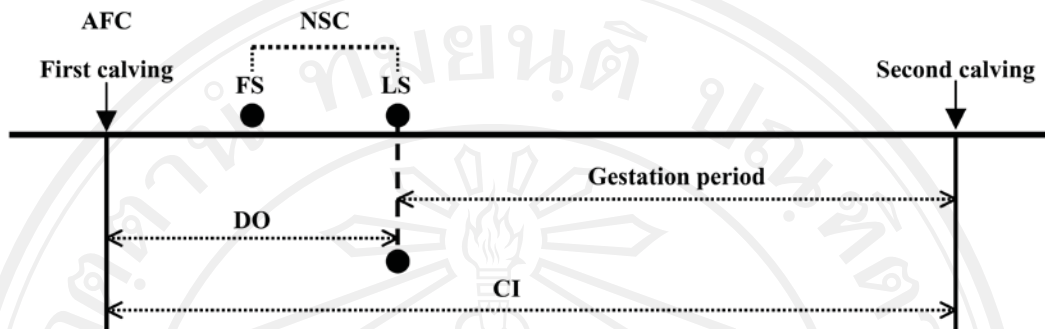 AFC
NSC
First calving
FS
LS
Second calving
Gestation period
DO
CI